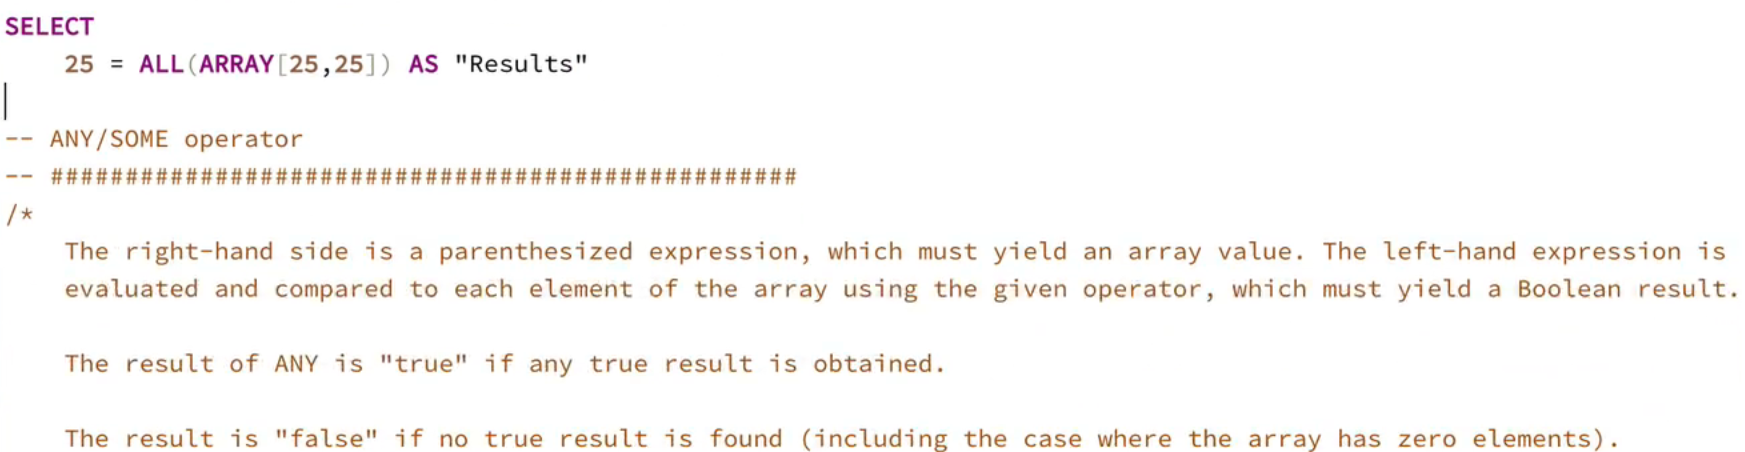 SELECT
    25 = ALL(ARRAY[25,25]) AS "Results"
-- ANY/SOME operator
-- ##################################################
/*
    The right-hand side is a parenthesized expression, which must yield an array value. The left-hand expression is
    evaluated and compared to each element of the array using the given operator, which must yield a Boolean result.
    The result of ANY is "true" if any true result is obtained.
    The result is "false" if no true result is found (including the case where the array has zero elements).